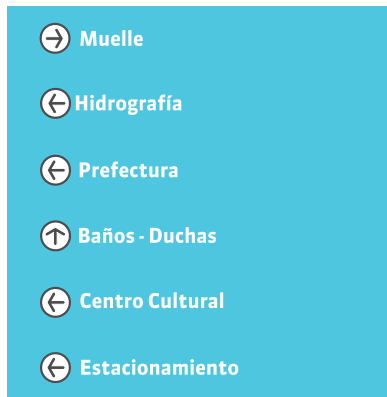 Muelle
Hidrografía
Prefectura
Baños - Duchas
Centro Cultural
Estacionamiento